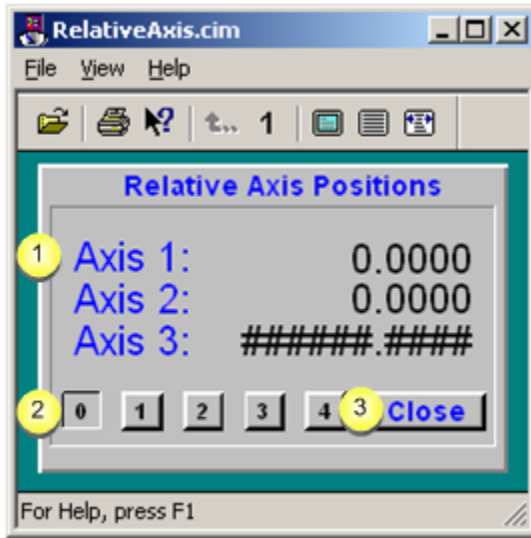 RelativeAxis.cim
File View Help
1
Relative Axis Positions
1 Axis 1: 0.0000
Axis 2: 0.0000
Axis 3: ######.####
2 0 1 2 3 4 3 Close
For Help, press F1